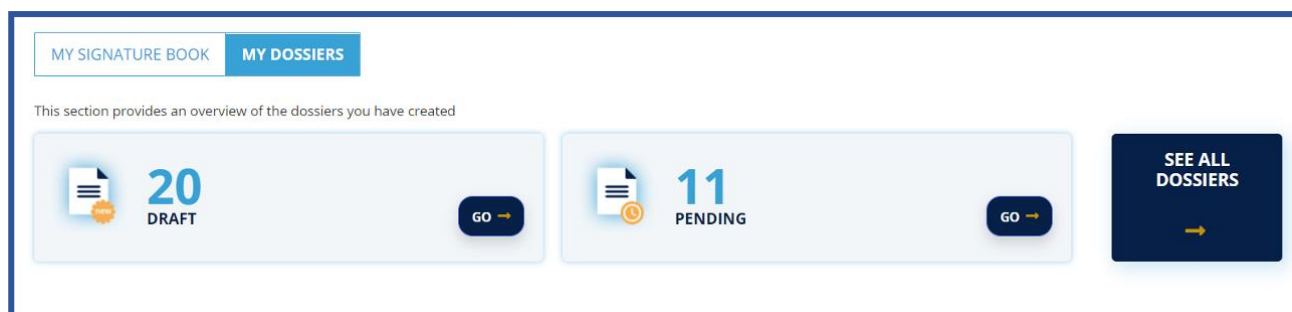 MY SIGNATURE BOOK
MY DOSSIERS
This section provides an overview of the dossiers you have created
new
20
DRAFT
GO
11
PENDING
GO
SEE ALL
DOSSIERS